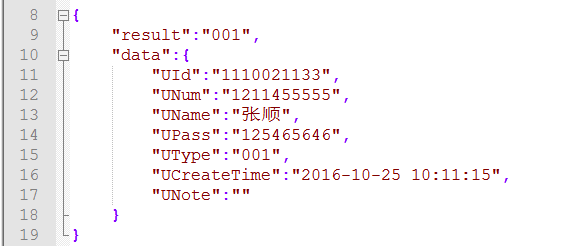 8 {
9 "result":"001",
10 "data":{
11 "UId":"1110021133",
12 "UNum":"1211455555",
13 "UName":"张顺",
14 "UPass":"125465646",
15 "UType":"001",
16 "UCreateTime":"2016-10-25 10:11:15",
17 "UNote":""
18 }
19 }